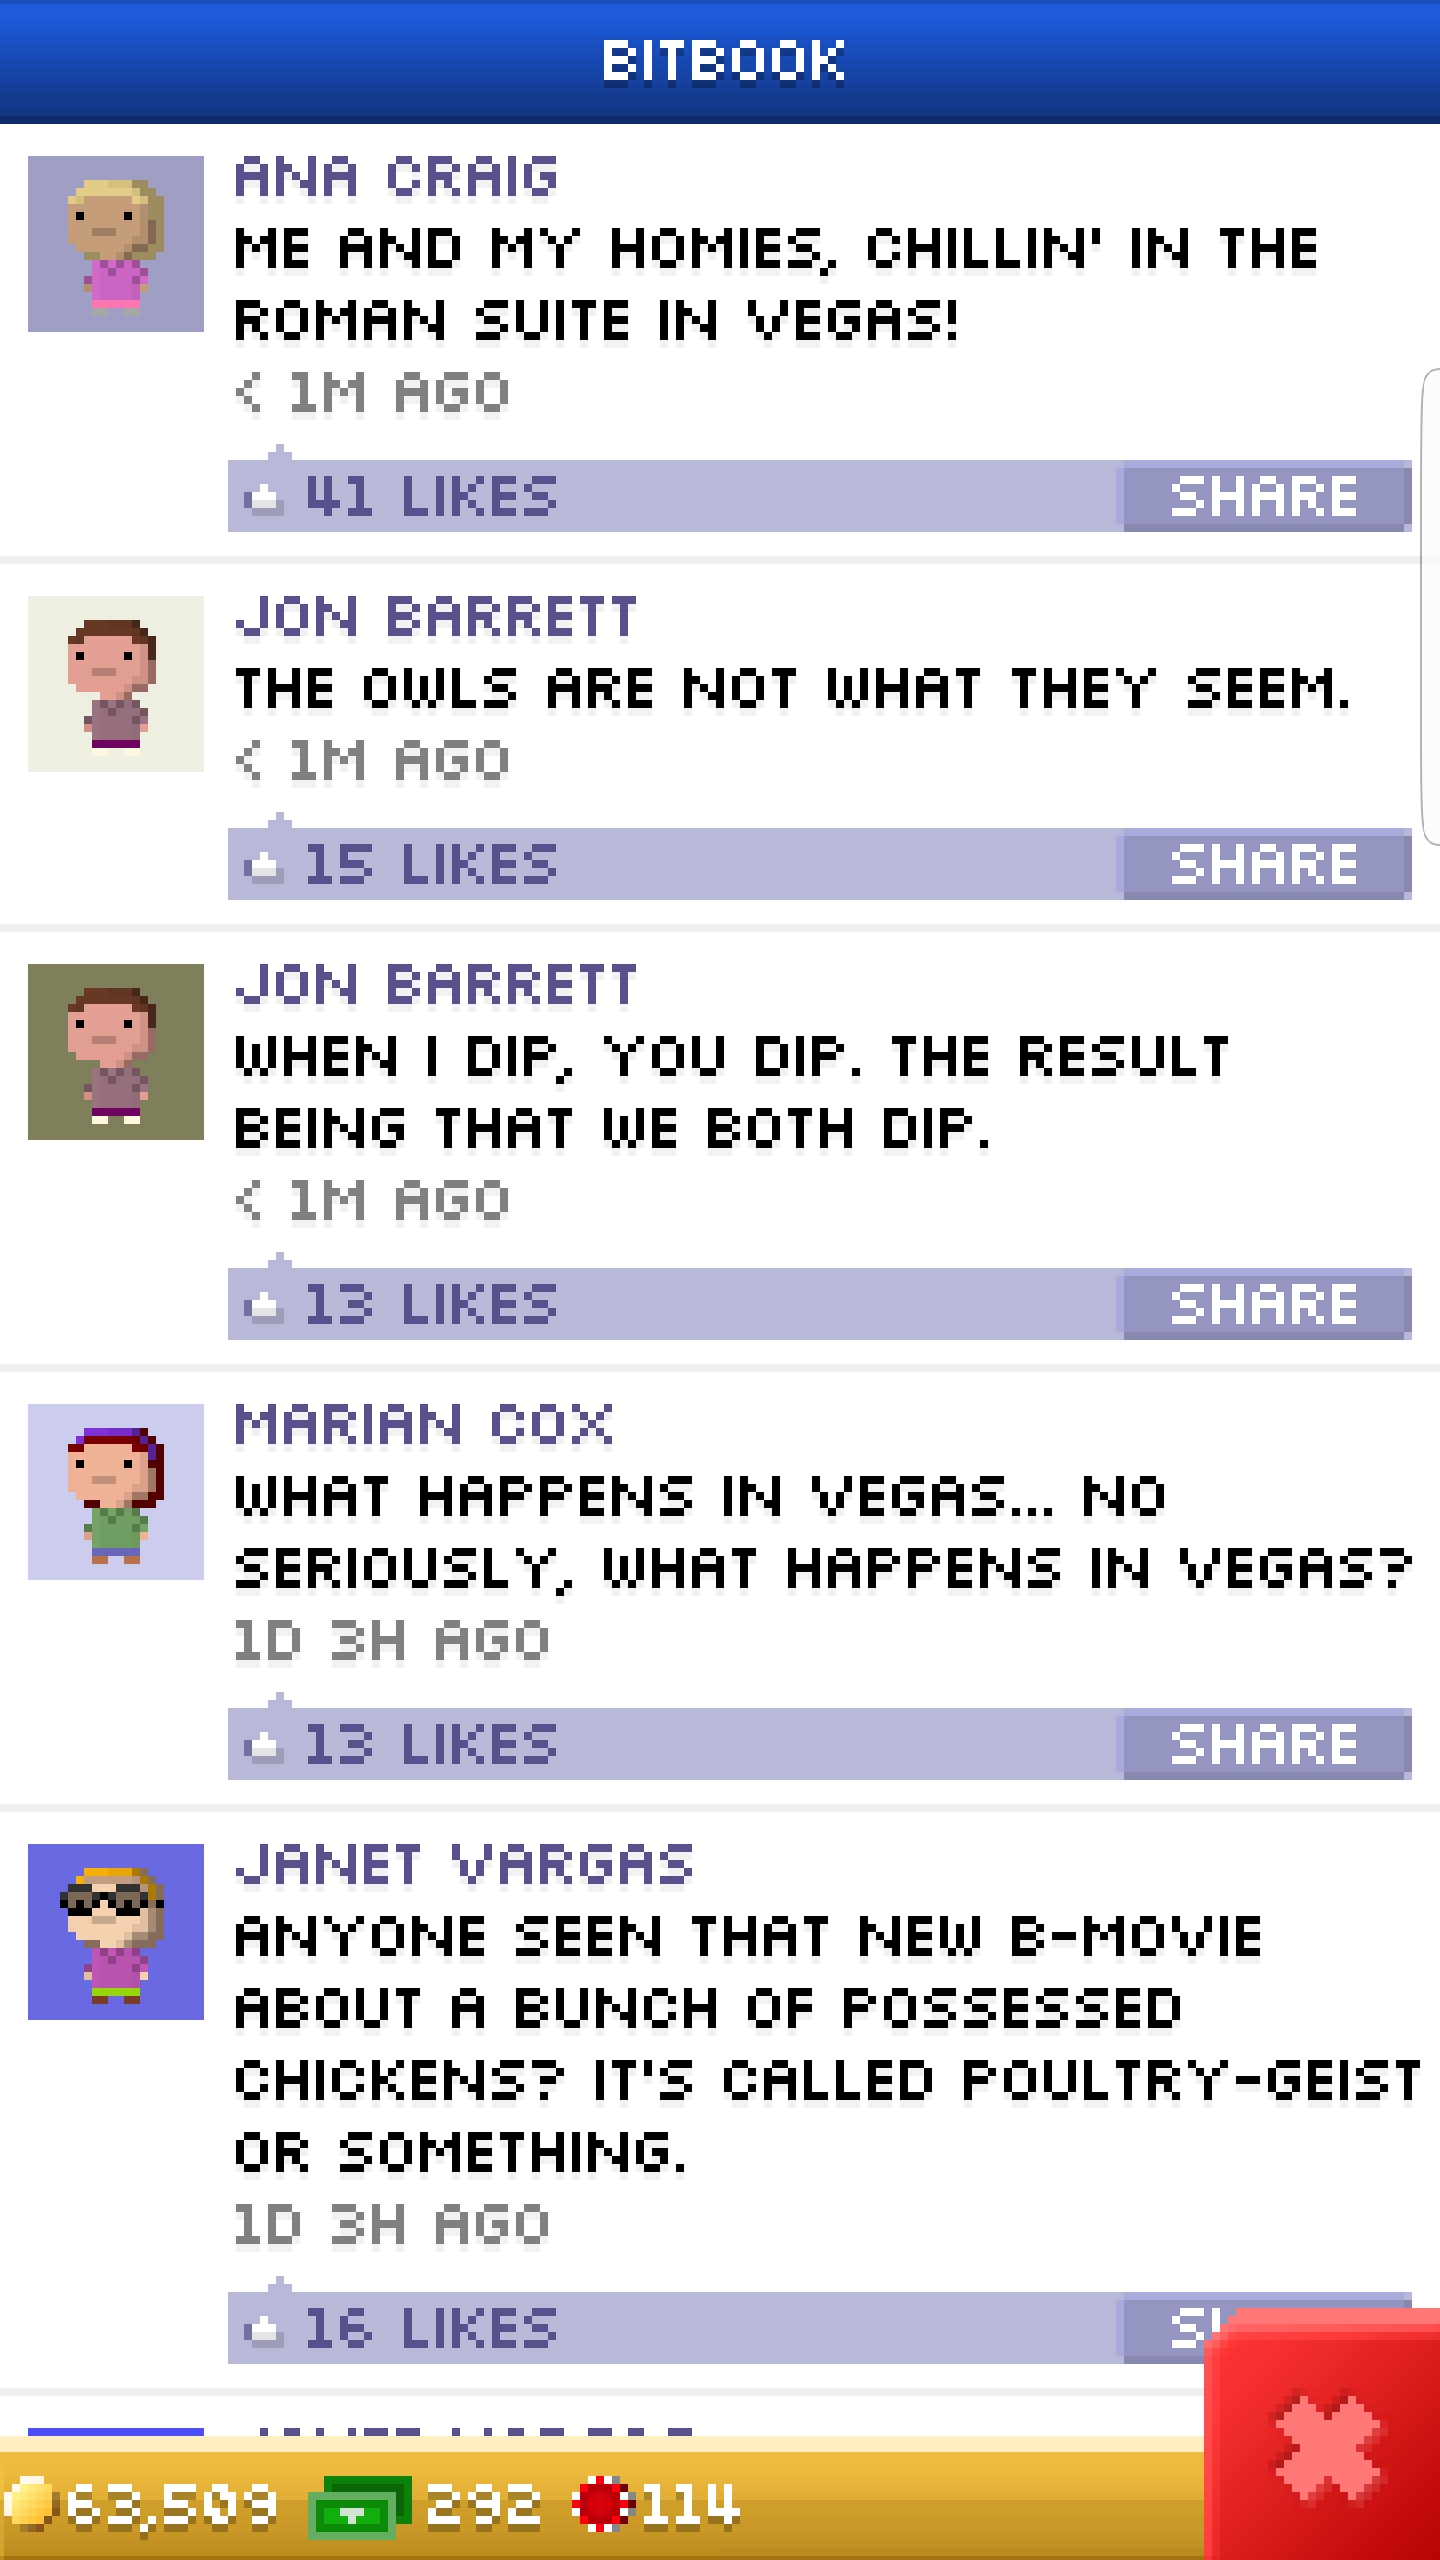 BITBOOK
ANA CRAIG
ME AND MY HOMIES, CHILLIN' IN THE
ROMAN SUITE IN VEGAS!
< 1M AGO
41 LIKES SHARE
JON BARRETT
THE OWLS ARE NOT WHAT THEY SEEM.
< 1M AGO
15 LIKES SHARE
JON BARRETT
WHEN I DIP, YOU DIP. THE RESULT
BEING THAT WE BOTH DIP.
< 1M AGO
13 LIKES SHARE
MARIAN COX
WHAT HAPPENS IN VEGAS... NO
SERIOUSLY, WHAT HAPPENS IN VEGAS?
1D 3H AGO
13 LIKES SHARE
JANET VARGAS
ANYONE SEEN THAT NEW B-MOVIE
ABOUT A BUNCH OF POSSESSED
CHICKENS? IT'S CALLED POULTRY-GEIST
OR SOMETHING.
1D 3H AGO
16 LIKES
63,509 292 114